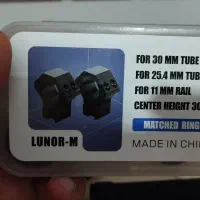 FOR 30 MM TUBE
FOR 25.4 MM TUBE
FOR 11 MM RAIL
CENTER HEIGHT 30
MATCHED RING
LUNOR-M
MADE IN CHI